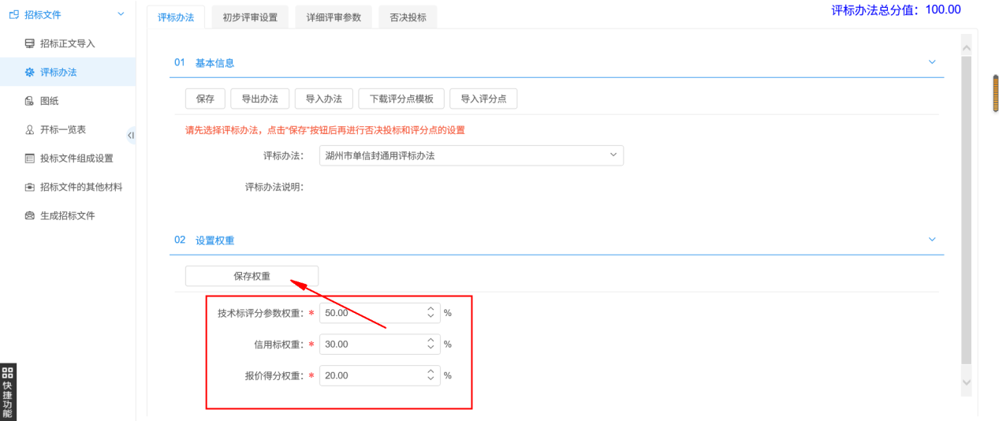 招标文件
招标正文导入
评标办法
图纸
开标一览表
投标文件组成设置
招标文件的其他材料
生成招标文件
快捷功能
评标办法 初步评审设置 详细评审参数 否决投标
评标办法总分值：100.00
01 基本信息
保存 导出办法 导入办法 下载评分点模板 导入评分点
请先选择评标办法，点击“保存”按钮后再进行否决投标和评分点的设置
评标办法： 湖州市单信封通用评标办法
评标办法说明：
02 设置权重
保存权重
技术标评分参数权重：* 50.00 %
信用标权重：* 30.00 %
报价得分权重：* 20.00 %